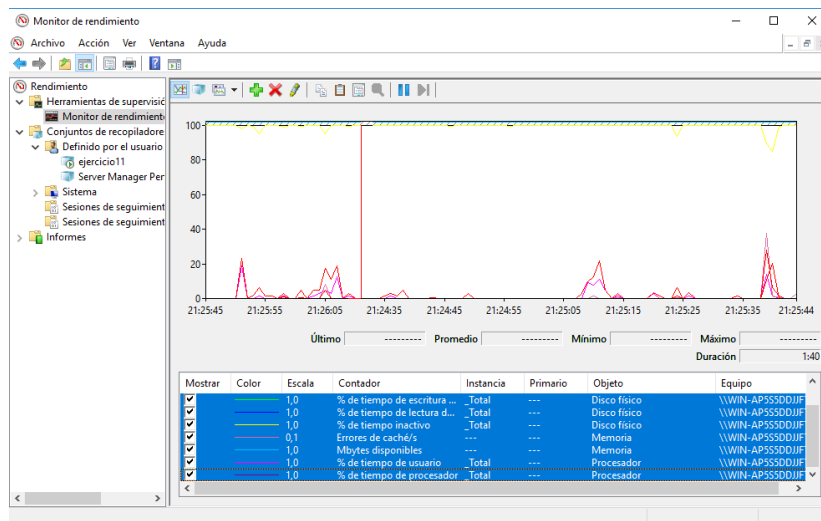 Monitor de rendimiento
Archivo Acción Ver Ventana Ayuda
Rendimiento
Herramientas de supervisió
Monitor de rendimient
Conjuntos de recopiladore
Definido por el usuario
ejercicio11
Server Manager Per
Sistema
Sesiones de seguimient
Sesiones de seguimient
Informes
100
80
60
40
20
0
21:25:45 21:25:55 21:26:05 21:24:35 21:24:45 21:24:55 21:25:05 21:25:15 21:25:25 21:25:35 21:25:44
Último --------- Promedio --------- Mínimo --------- Máximo ---------
Duración 1:40
Mostrar Color Escala Contador Instancia Primario Objeto Equipo
1,0 % de tiempo de escritura ... _Total --- Disco físico \\WIN-AP5S5DDJJF
1,0 % de tiempo de lectura d... _Total --- Disco físico \\WIN-AP5S5DDJJF
1,0 % de tiempo inactivo _Total --- Disco físico \\WIN-AP5S5DDJJF
0,1 Errores de caché/s --- --- Memoria \\WIN-AP5S5DDJJF
1,0 Mbytes disponibles --- --- Memoria \\WIN-AP5S5DDJJF
1,0 % de tiempo de usuario _Total --- Procesador \\WIN-AP5S5DDJJF
1,0 % de tiempo de procesador _Total --- Procesador \\WIN-AP5S5DDJJF